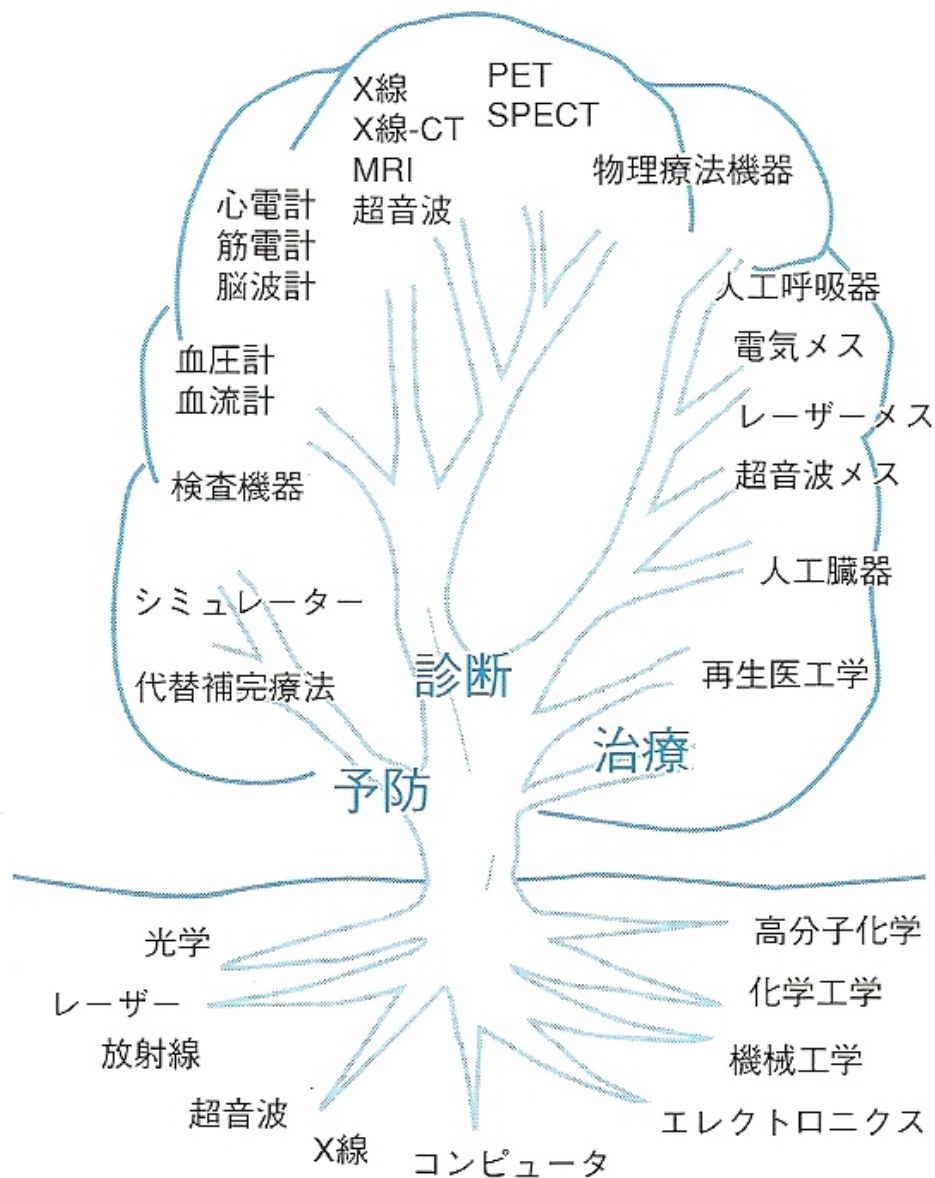 X線
X線-CT
MRI
超音波
PET
SPECT
物理療法機器
心電計
筋電計
脳波計
人工呼吸器
血圧計
血流計
電気メス
レーザーメス
検査機器
超音波メス
人工臓器
シミュレーター
代替補完療法
診断
再生医工学
治療
予防
光学
高分子化学
レーザー
化学工学
放射線
機械工学
超音波
エレクトロニクス
X線
コンピュータ